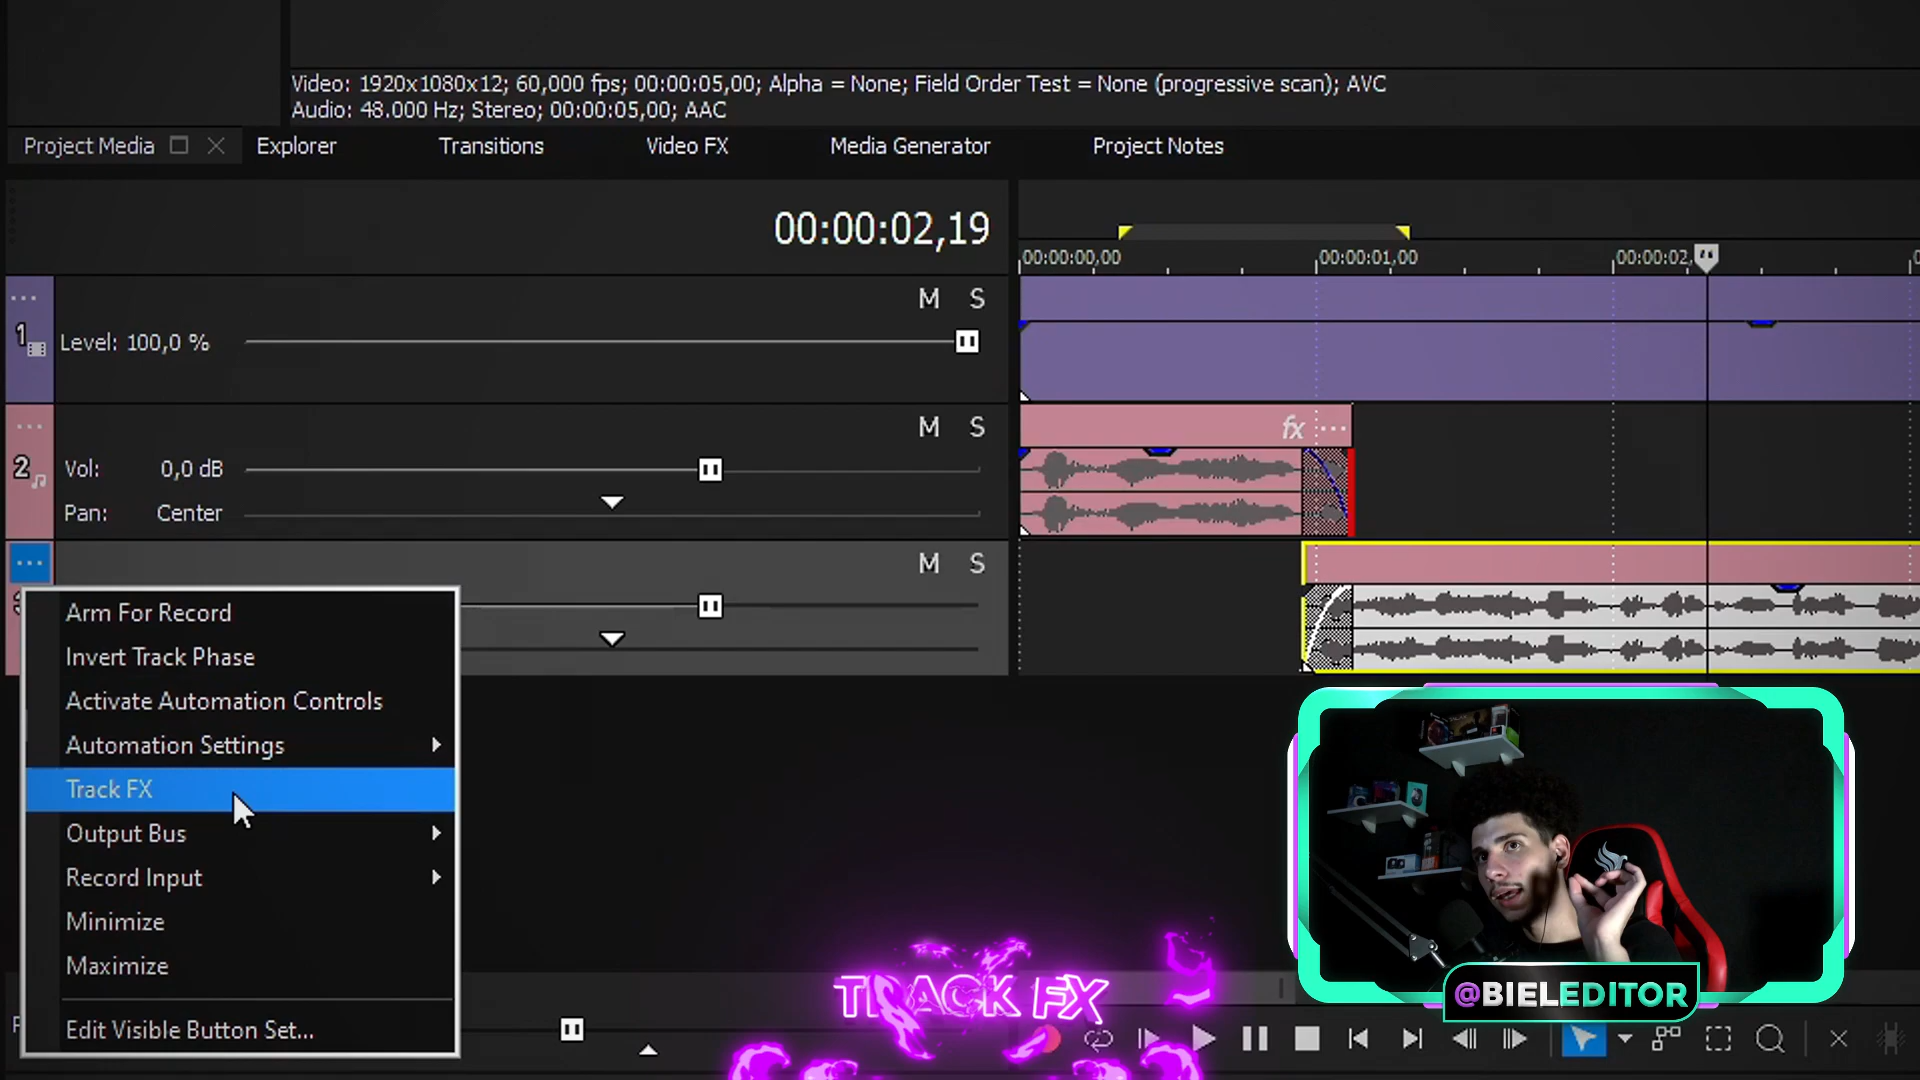 Video: 1920x1080x12; 60,000 fps; 00:00:05,00; Alpha = None; Field Order Test = None (progressive scan); AVC
Audio: 48.000 Hz; Stereo; 00:00:05,00; AAC
Project Media Explorer Transitions Video FX Media Generator Project Notes
00:00:02,19
00:00:00,00 00:00:01,00 00:00:02,
1 Level: 100,0 % M S
M S
fx
2 Vol: 0,0 dB
Pan: Center
M S
Arm For Record
Invert Track Phase
Activate Automation Controls
Automation Settings
Track FX
Output Bus
Record Input
Minimize
Maximize
Edit Visible Button Set...
TRACK FX
@BIELEDITOR